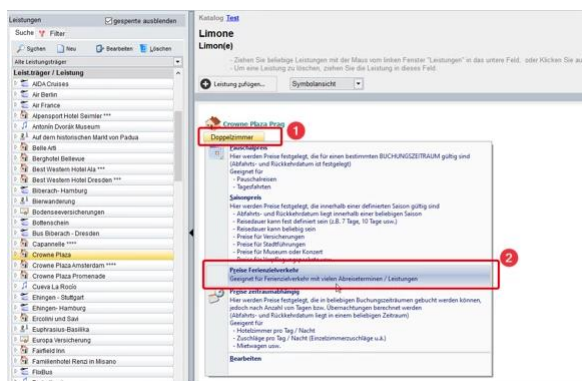 Leistungen
gesperrte ausblenden
Suche
Filter
Suchen
Neu
Bearbeiten
Löschen
Alle Leistungsträger
Leist.träger / Leistung
AIDA Cruises
Air Berlin
Air France
Alpensport Hotel Seimler ***
Antonín Dvorák Museum
Auf dem historischen Markt von Padua
Belle Arti
Berghotel Bellevue
Best Western Hotel Ala ***
Best Western Hotel Dresden ***
Biberach- Hamburg
Bierwanderung
Bodenseeversicherungen
Bottenschein
Bus Biberach - Dresden
Capannelle ****
Crowne Plaza
Crowne Plaza Amsterdam ****
Crowne Plaza Promenade
Cueva La Rocío
Ehingen - Stuttgart
Ehingen- Hamburg
Ercolini und Savi
Euphrasius-Basilika
Europa Versicherung
Fairfield Inn
Familienhotel Renzi in Misano
FlixBus
Katalog Test
Limone
Limon(e)
- Ziehen Sie beliebige Leistungen mit der Maus vom linken Fenster "Leistungen" in das untere Feld, oder Klicken Sie au
- Um eine Leistung zu löschen, ziehen Sie die Leistung in dieses Feld.
Leistung zufügen...
Symbolansicht
Crowne Plaza Prag
Doppelzimmer
1
Pauschalpreis
Hier werden Preise festgelegt, die für einen bestimmten BUCHUNGSZEITRAUM gültig sind
(Abfahrts- und Rückkehrdatum ist festgelegt)
Geeignet für
- Pauschalreisen
- Tagesfahrten
Saisonpreis
Hier werden Preise festgelegt, die innerhalb einer definierten Saison gültig sind
- Abfahrts- und Rückkehrdatum liegt innerhalb einer beliebigen Saison
- Reisedauer kann fest definiert sein (z.B. 7 Tage, 10 Tage usw.)
- Reisedauer kann beliebig sein
- Preise für Versicherungen
- Preise für Stadtführungen
- Preise für Museum oder Konzert
2
Preise Ferienzielverkehr
Geeignet für Ferienzielverkehr mit vielen Abreiseterminen / Leistungen
Preise zeitraumabhängig
Hier werden Preise festgelegt, die in beliebigen Buchungszeiträumen gebucht werden können,
jedoch nach Anzahl von Tagen bzw. Übernachtungen berechnet werden
(Abfahrts- und Rückkehrdatum liegt in einem beliebigen Zeitraum)
Geeignet für
- Hotelzimmer pro Tag / Nacht
- Zuschläge pro Tag / Nacht (Einzelzimmerzuschläge u.ä.)
- Mietwagen usw.
Bearbeiten